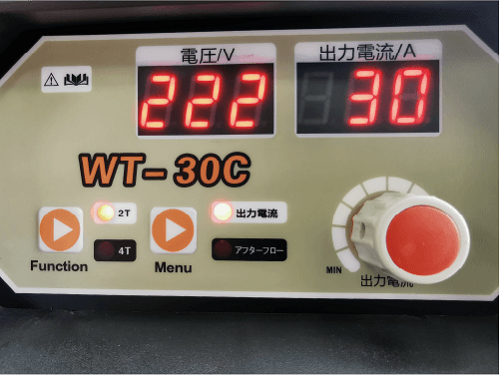 電圧/V
出力電流/A
222
30
WT-30C
2T
出力電流
4T
アフターフロー
Function
Menu
MIN
出力電流